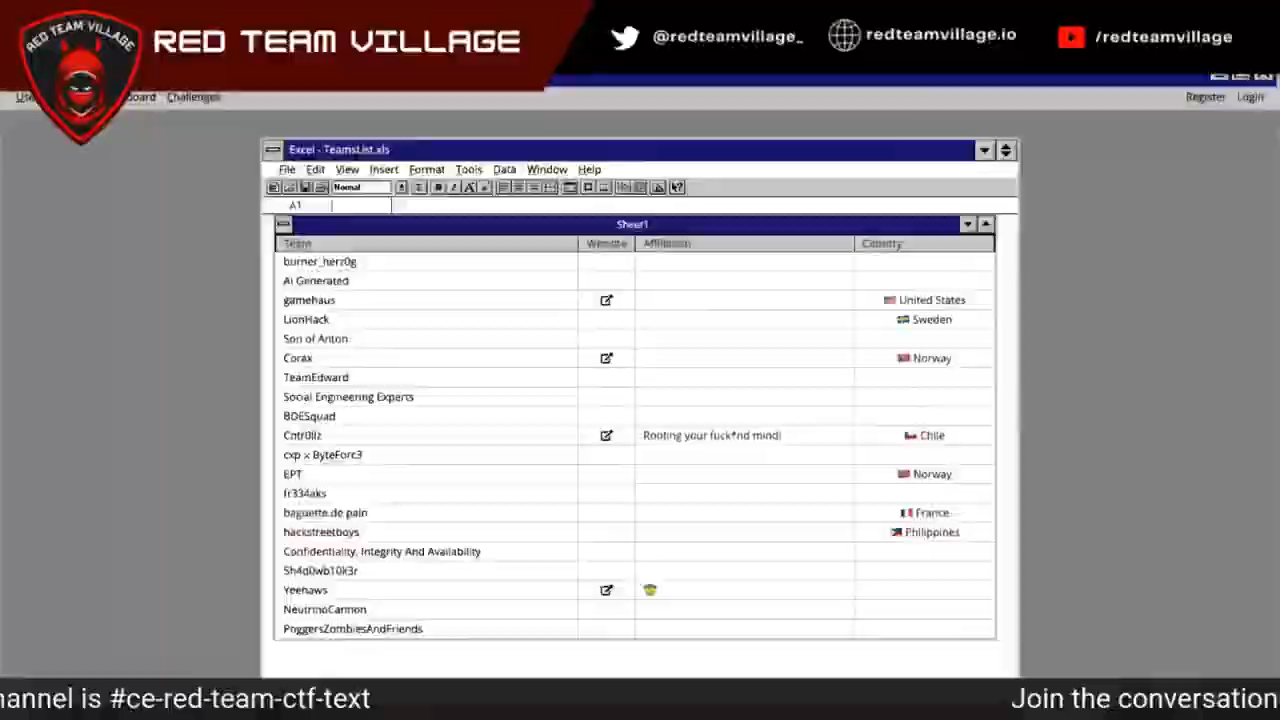 RED TEAM VILLAGE
RED TEAM VILLAGE
@redteamvillage_
redteamvillage.io
/redteamvillage
Challenges
Register
Login
Excel - TeamsList.xls
File Edit View Insert Format Tools Data Window Help
Normal
A1
Sheet1
Team Website Affiliation Country
burner_herz0g
AI Generated
gamehaus United States
LionHack Sweden
Son of Anton
Corax Norway
TeamEdward
Social Engineering Experts
BDESquad
Cntr0llz Rooting your fuck*nd mind! Chile
cxp x ByteForc3
EPT Norway
fr334aks
baguette de pain France
hackstreetboys Philippines
Confidentiality, Integrity And Availability
Sh4d0wb10k3r
Yeehaws
NeutrinoCannon
PoggersZombiesAndFriends
hannel is #ce-red-team-ctf-text
Join the conversation